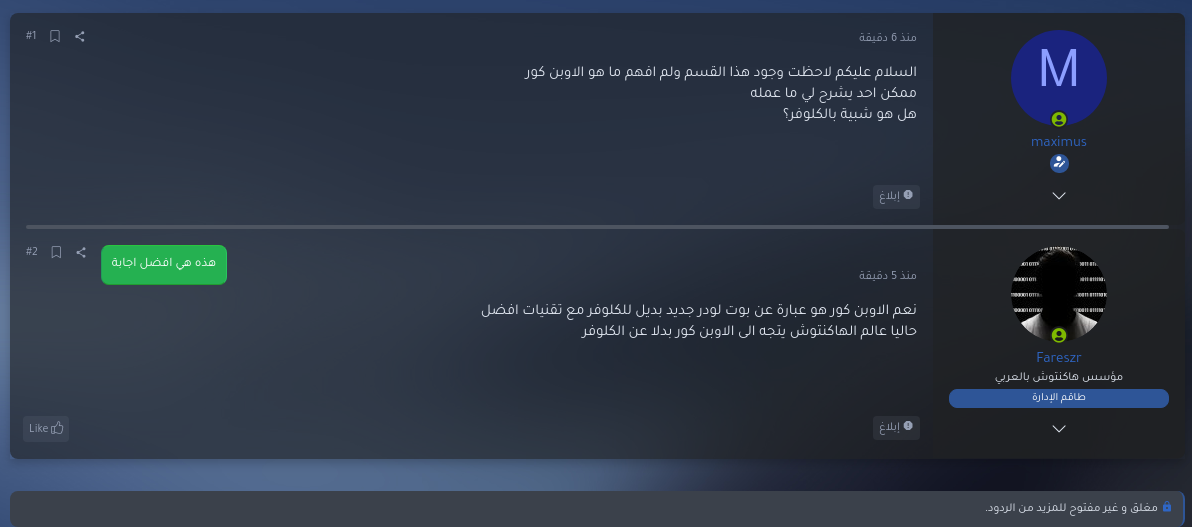 M
maximus
منذ 6 دقيقة
#1
السلام عليكم لاحظت وجود هذا القسم ولم افهم ما هو الاوبن كور
ممكن احد يشرح لي ما عمله
هل هو شبية بالكلوفر؟
إبلاغ
Fareszr
مؤسس هاكنتوش بالعربي
طاقم الإدارة
هذه هي افضل اجابة
#2
منذ 5 دقيقة
نعم الاوبن كور هو عبارة عن بوت لودر جديد بديل للكلوفر مع تقنيات افضل
حاليا عالم الهاكنتوش يتجه الى الاوبن كور بدلا عن الكلوفر
إبلاغ
Like
مغلق و غير مفتوح للمزيد من الردود.